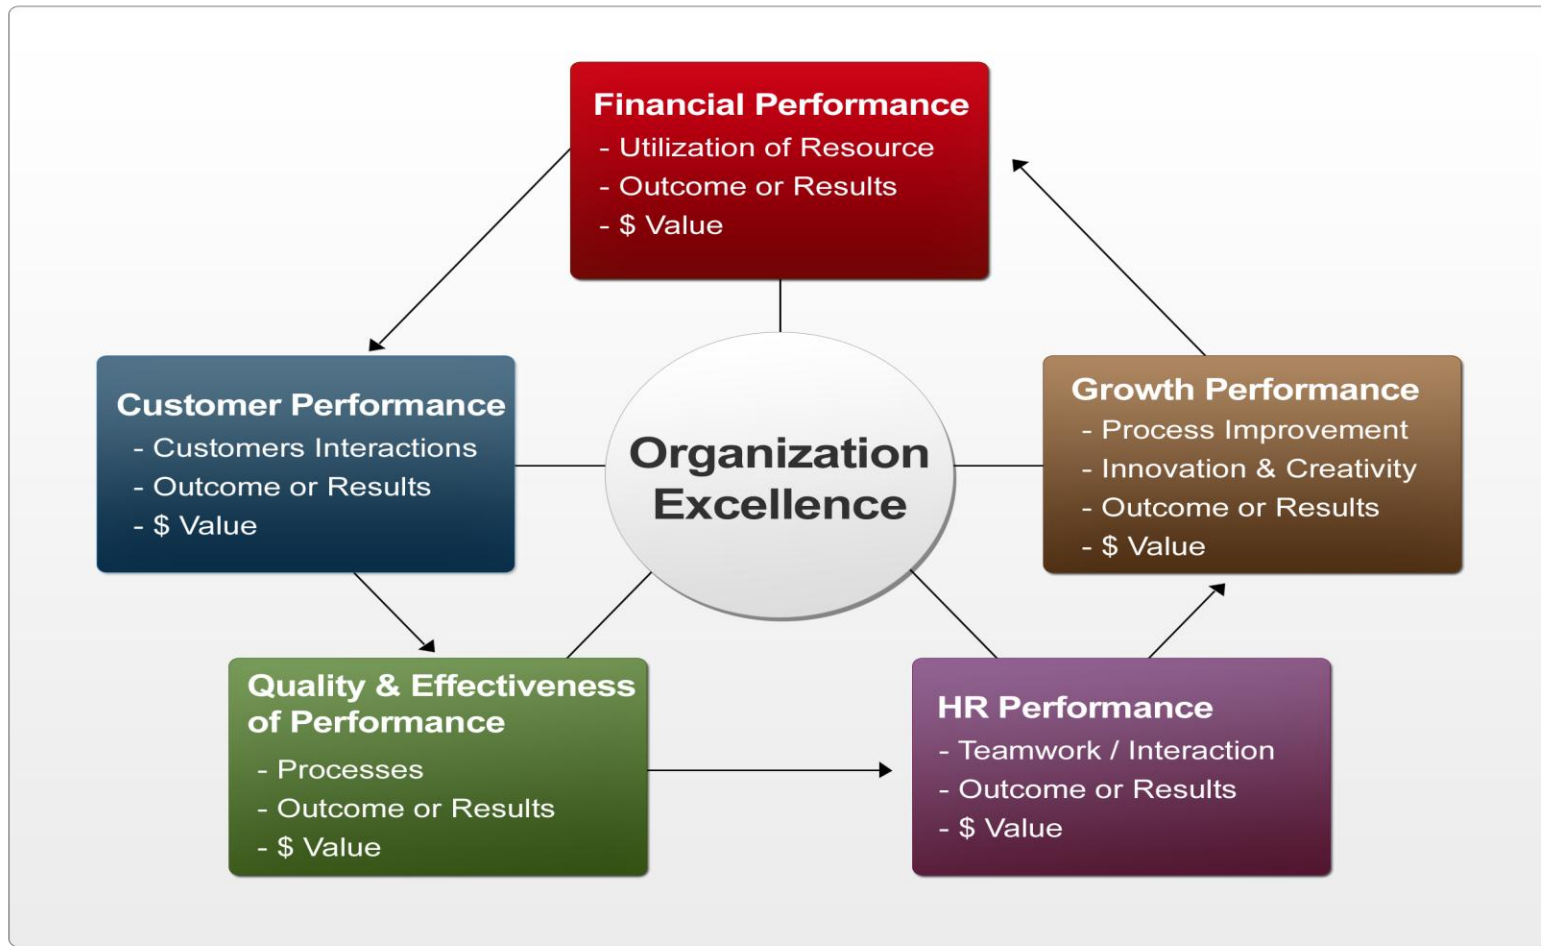 Financial Performance
- Utilization of Resource
- Outcome or Results
- $ Value
Customer Performance
- Customers Interactions
- Outcome or Results
- $ Value
Organization
Excellence
Growth Performance
- Process Improvement
- Innovation & Creativity
- Outcome or Results
- $ Value
Quality & Effectiveness
of Performance
- Processes
- Outcome or Results
- $ Value
HR Performance
- Teamwork / Interaction
- Outcome or Results
- $ Value